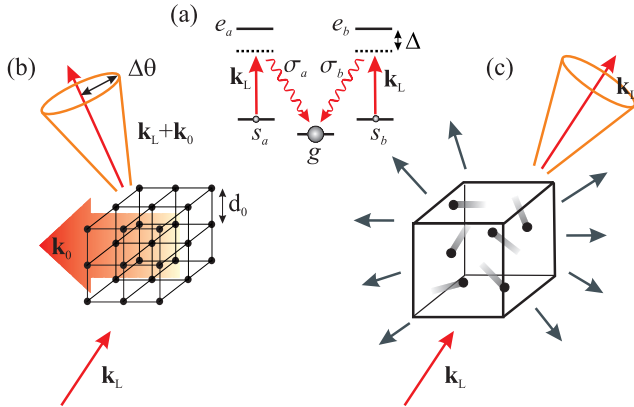 (a)
e_a e_b
Δ
σ_a σ_b
k_L k_L
s_a s_b
g
(b)
Δθ
k_L+k_0
d_0
k_0
k_L
(c)
k_L
k_L